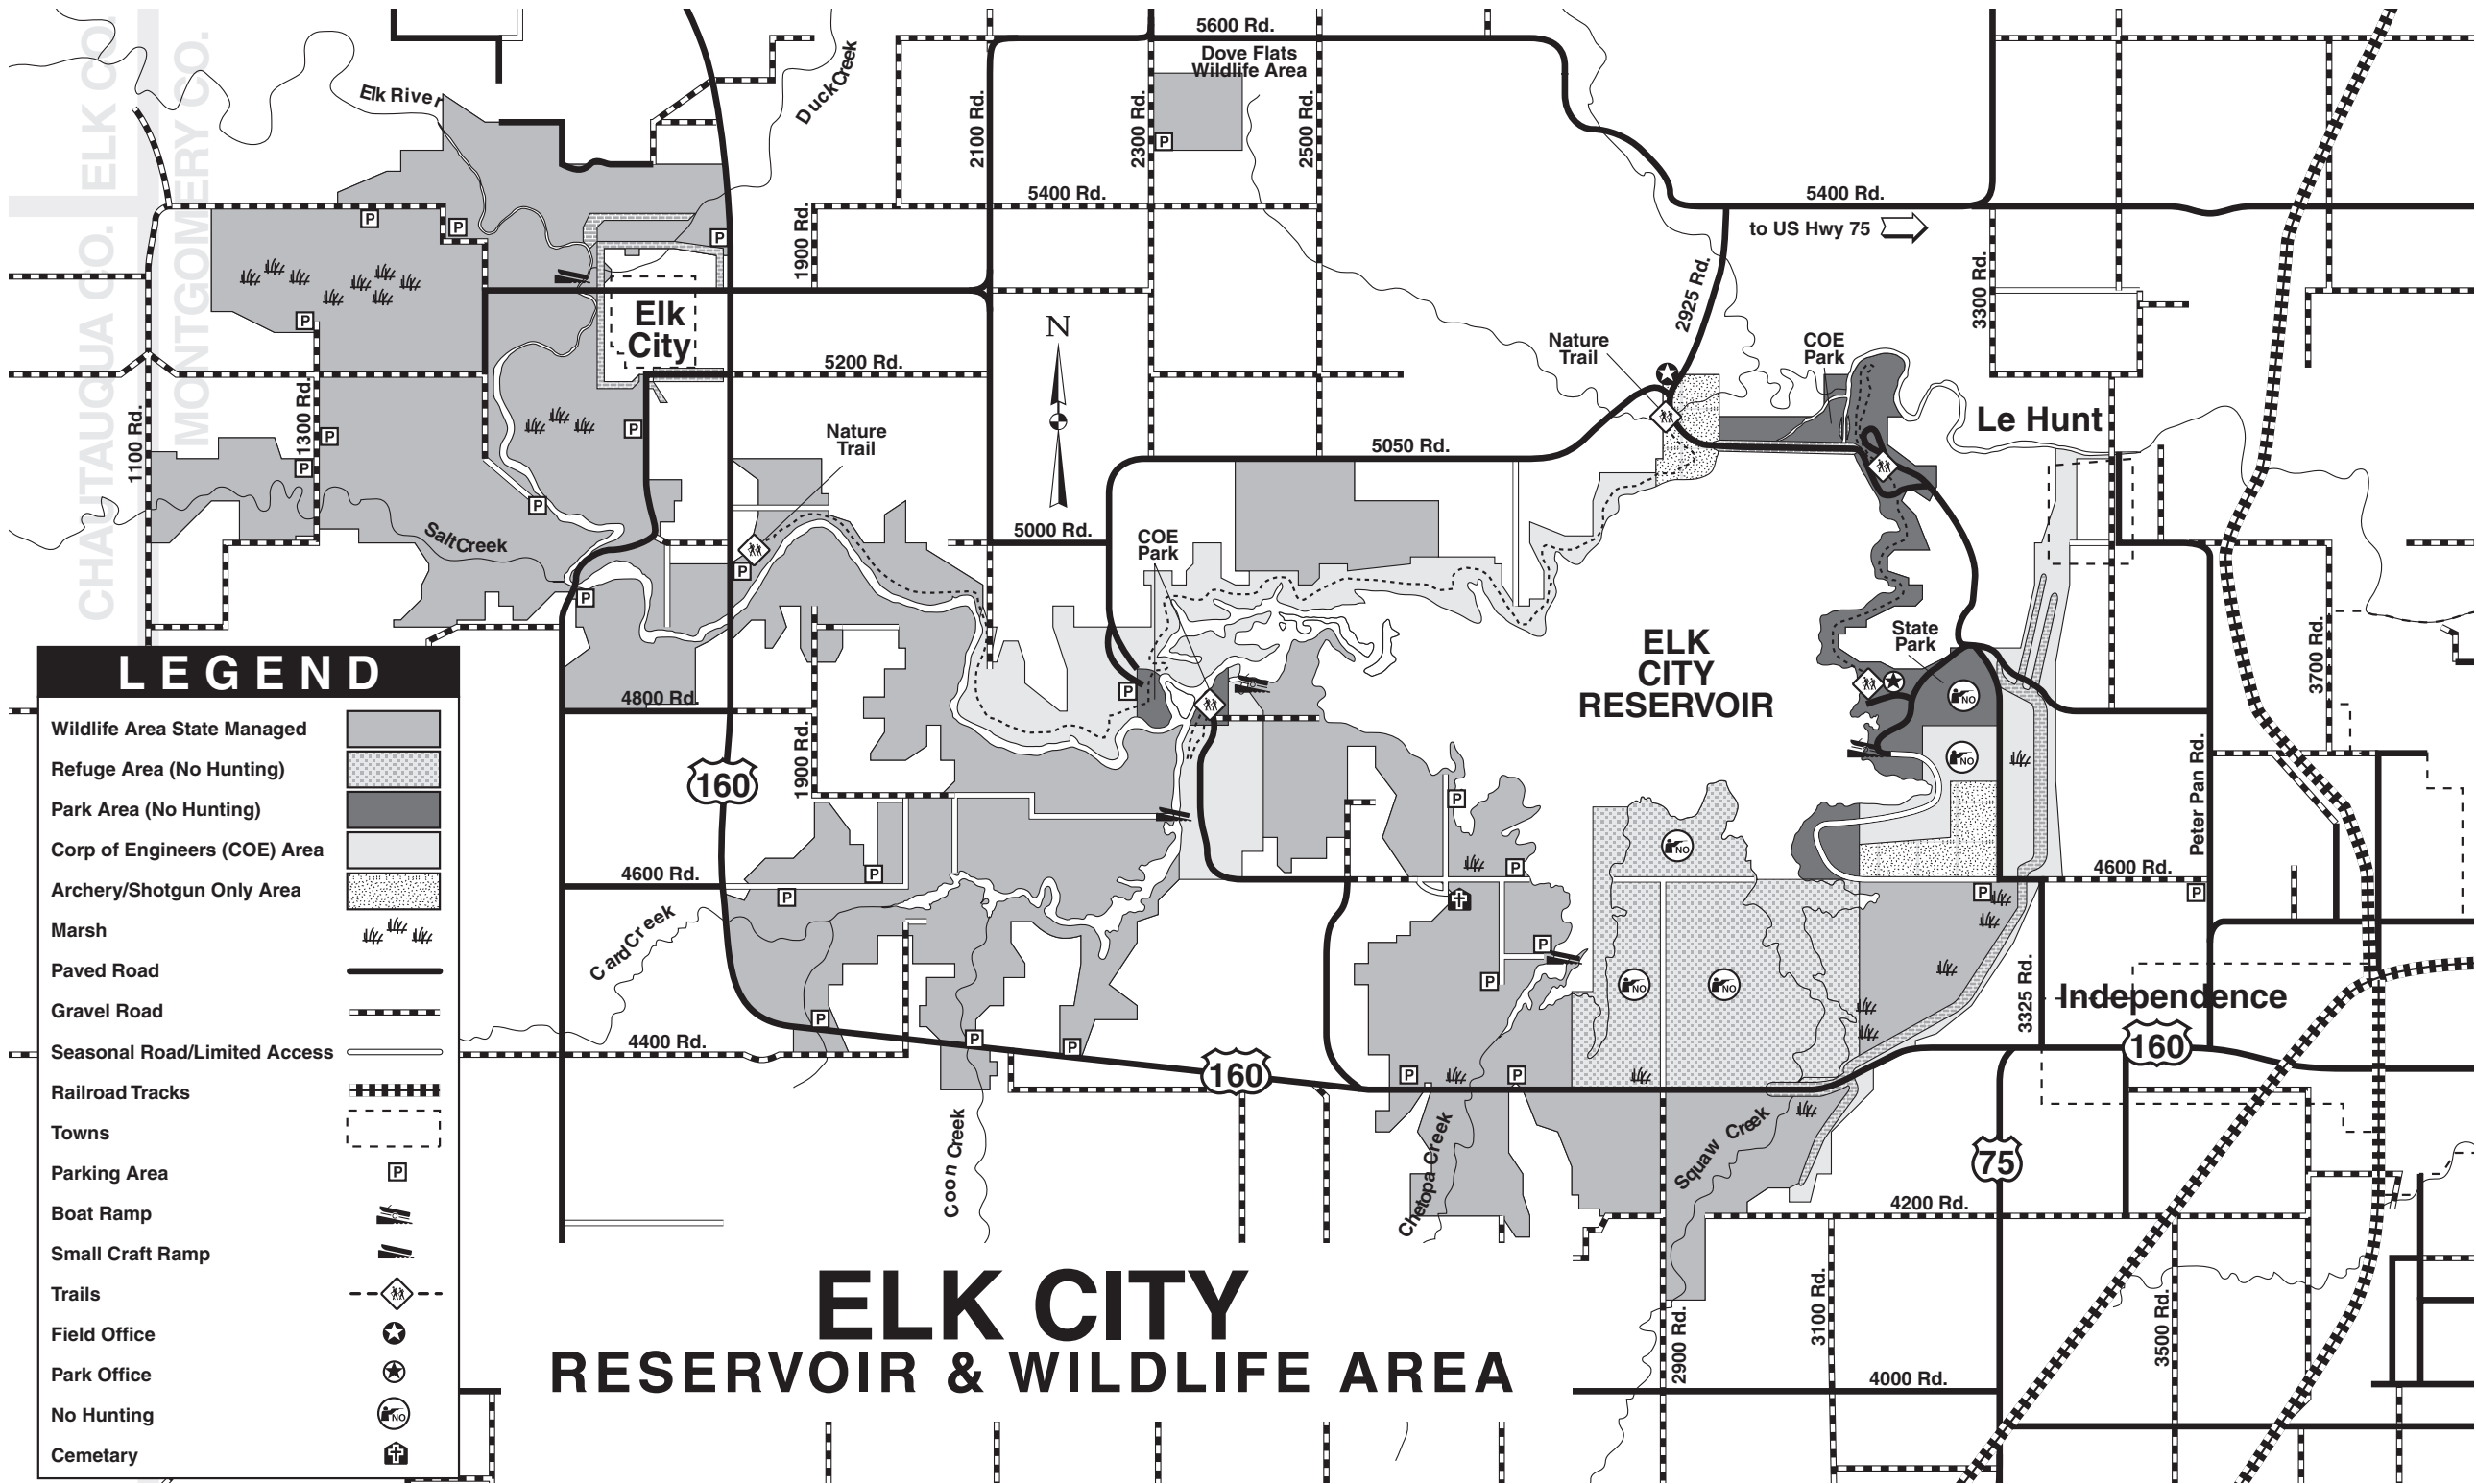 ELK CO.
CHAUTAUQUA CO.
MONTGOMERY CO.
Elk River
Duck Creek
5600 Rd.
Dove Flats
Wildlife Area
2100 Rd.
2300 Rd.
2500 Rd.
P
5400 Rd.
5400 Rd.
to US Hwy 75
1900 Rd.
2925 Rd.
3300 Rd.
P
P
P
P
Elk
City
N
5200 Rd.
Nature
Trail
COE
Park
1100 Rd.
1300 Rd.
P
P
P
Nature
Trail
5050 Rd.
Le Hunt
P
Salt Creek
5000 Rd.
COE
Park
P
P
ELK
CITY
RESERVOIR
State
Park
3700 Rd.
4800 Rd.
P
NO
160
1900 Rd.
NO
Peter Pan Rd.
P
NO
4600 Rd.
P
P
P
4600 Rd.
P
P
Card Creek
P
P
NO
NO
3325 Rd.
Independence
P
P
P
4400 Rd.
160
160
P
P
Coon Creek
Chetopa Creek
Squaw Creek
75
4200 Rd.
2900 Rd.
3100 Rd.
3500 Rd.
4000 Rd.
ELK CITY
RESERVOIR & WILDLIFE AREA
LEGEND
Wildlife Area State Managed
Refuge Area (No Hunting)
Park Area (No Hunting)
Corp of Engineers (COE) Area
Archery/Shotgun Only Area
Marsh
Paved Road
Gravel Road
Seasonal Road/Limited Access
Railroad Tracks
Towns
Parking Area P
Boat Ramp
Small Craft Ramp
Trails
Field Office
Park Office
No Hunting NO
Cemetary